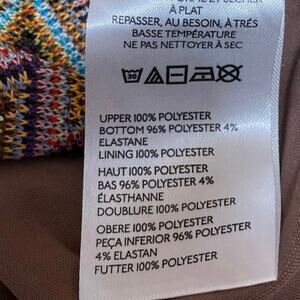 À PLAT
REPASSER, AU BESOIN, À TRÈS
BASSE TEMPÉRATURE
NE PAS NETTOYER À SEC
30
UPPER 100% POLYESTER
BOTTOM 96% POLYESTER 4%
ELASTANE
LINING 100% POLYESTER
HAUT 100% POLYESTER
BAS 96% POLYESTER 4%
ÉLASTHANNE
DOUBLURE 100% POLYESTER
OBERE 100% POLYESTER
PEÇA INFERIOR 96% POLYESTER
4% ELASTAN
FUTTER 100% POLYESTER